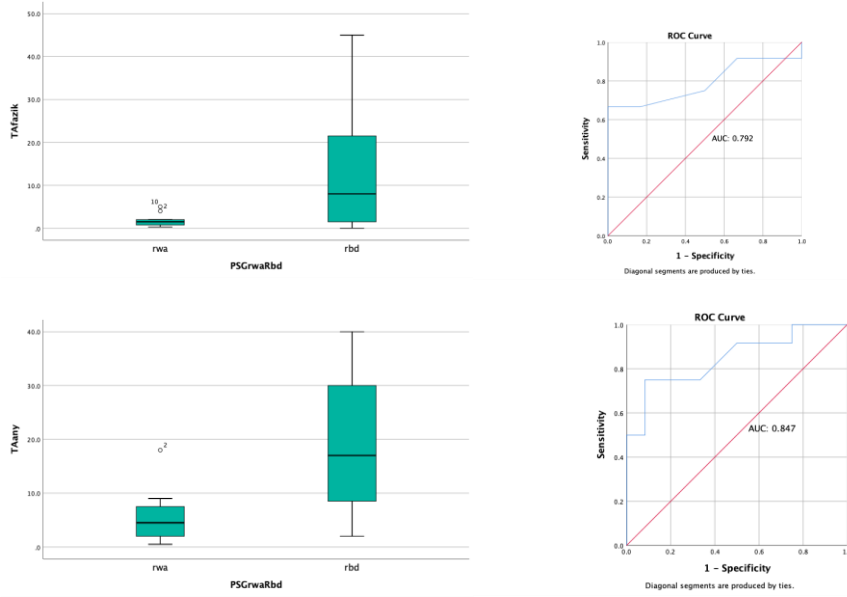 50.0
40.0
30.0
20.0
10.0
.0
TAfazik
10
2
rwa
rbd
PSGrwaRbd
ROC Curve
1.0
0.8
0.6
0.4
0.2
0.0
Sensitivity
AUC: 0.792
0.0
0.2
0.4
0.6
0.8
1.0
1 - Specificity
Diagonal segments are produced by ties.
40.0
30.0
20.0
10.0
.0
TAany
2
rwa
rbd
PSGrwaRbd
ROC Curve
1.0
0.8
0.6
0.4
0.2
0.0
Sensitivity
AUC: 0.847
0.0
0.2
0.4
0.6
0.8
1.0
1 - Specificity
Diagonal segments are produced by ties.